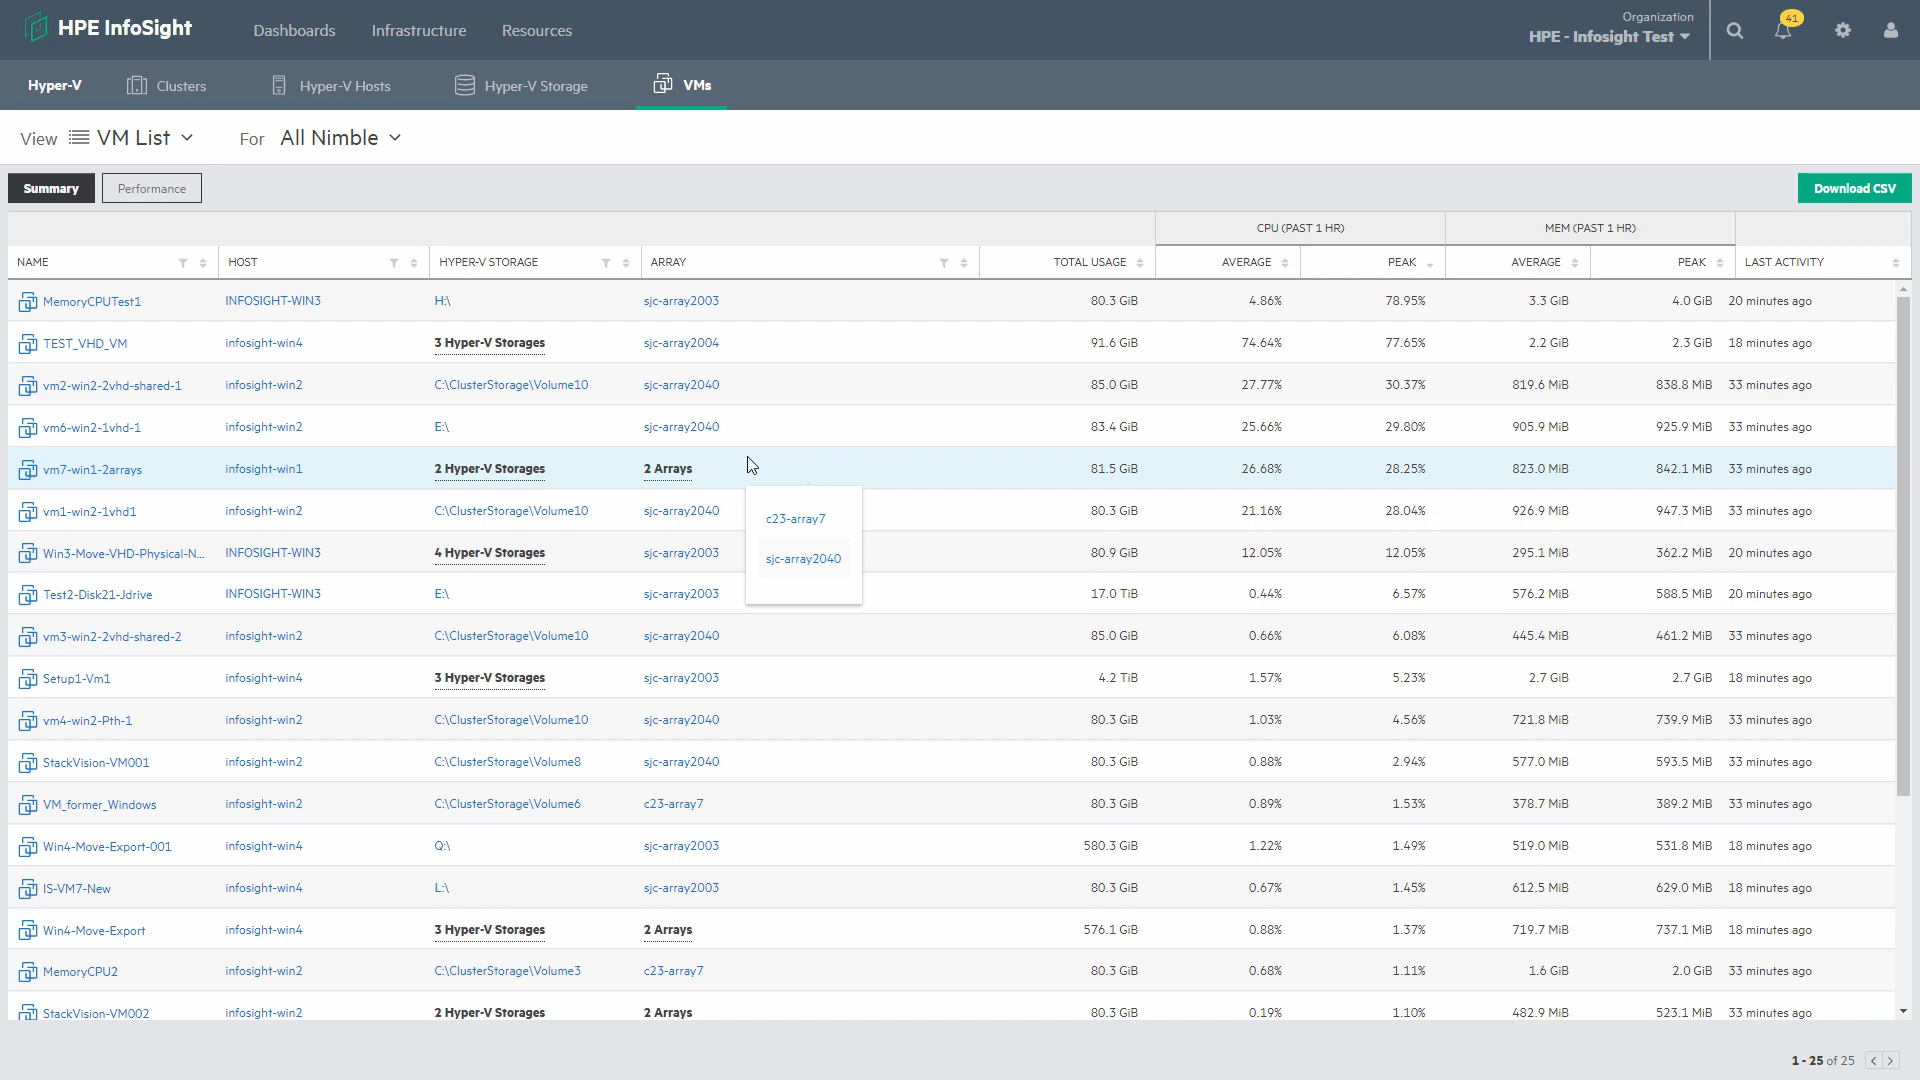 HPE InfoSight Dashboards Infrastructure Resources Organization HPE - Infosight Test 41
Hyper-V Clusters Hyper-V Hosts Hyper-V Storage VMs
View VM List For All Nimble
Summary Performance Download CSV
CPU (PAST 1 HR) MEM (PAST 1 HR)
NAME HOST HYPER-V STORAGE ARRAY TOTAL USAGE AVERAGE PEAK AVERAGE PEAK LAST ACTIVITY
MemoryCPUTest1 INFOSIGHT-WIN3 H:\ sjc-array2003 80.3 GiB 4.86% 78.95% 3.3 GiB 4.0 GiB 20 minutes ago
TEST_VHD_VM infosight-win4 3 Hyper-V Storages sjc-array2004 91.6 GiB 74.64% 77.65% 2.2 GiB 2.3 GiB 18 minutes ago
vm2-win2-2vhd-shared-1 infosight-win2 C:\ClusterStorage\Volume10 sjc-array2040 85.0 GiB 27.77% 30.37% 819.6 MiB 838.8 MiB 33 minutes ago
vm6-win2-1vhd-1 infosight-win2 E:\ sjc-array2040 83.4 GiB 25.66% 29.80% 905.9 MiB 925.9 MiB 33 minutes ago
vm7-win1-2arrays infosight-win1 2 Hyper-V Storages 2 Arrays 81.5 GiB 26.68% 28.25% 823.0 MiB 842.1 MiB 33 minutes ago
vm1-win2-1vhd1 infosight-win2 C:\ClusterStorage\Volume10 sjc-array2040 80.3 GiB 21.16% 28.04% 926.9 MiB 947.3 MiB 33 minutes ago
c23-array7
Win3-Move-VHD-Physical-N... INFOSIGHT-WIN3 4 Hyper-V Storages sjc-array2003 80.9 GiB 12.05% 12.05% 295.1 MiB 362.2 MiB 20 minutes ago
sjc-array2040
Test2-Disk21-Jdrive INFOSIGHT-WIN3 E:\ sjc-array2003 17.0 TiB 0.44% 6.57% 576.2 MiB 588.5 MiB 20 minutes ago
vm3-win2-2vhd-shared-2 infosight-win2 C:\ClusterStorage\Volume10 sjc-array2040 85.0 GiB 0.66% 6.08% 445.4 MiB 461.2 MiB 33 minutes ago
Setup1-Vm1 infosight-win4 3 Hyper-V Storages sjc-array2003 4.2 TiB 1.57% 5.23% 2.7 GiB 2.7 GiB 18 minutes ago
vm4-win2-Pth-1 infosight-win2 C:\ClusterStorage\Volume10 sjc-array2040 80.3 GiB 1.03% 4.56% 721.8 MiB 739.9 MiB 33 minutes ago
StackVision-VM001 infosight-win2 C:\ClusterStorage\Volume8 sjc-array2040 80.3 GiB 0.88% 2.94% 577.0 MiB 593.5 MiB 33 minutes ago
VM_former_Windows infosight-win2 C:\ClusterStorage\Volume6 c23-array7 80.3 GiB 0.89% 1.53% 378.7 MiB 389.2 MiB 33 minutes ago
Win4-Move-Export-001 infosight-win4 Q:\ sjc-array2003 580.3 GiB 1.22% 1.49% 519.0 MiB 531.8 MiB 18 minutes ago
IS-VM7-New infosight-win4 L:\ sjc-array2003 80.3 GiB 0.67% 1.45% 612.5 MiB 629.0 MiB 18 minutes ago
Win4-Move-Export infosight-win4 3 Hyper-V Storages 2 Arrays 576.1 GiB 0.88% 1.37% 719.7 MiB 737.1 MiB 18 minutes ago
MemoryCPU2 infosight-win2 C:\ClusterStorage\Volume3 c23-array7 80.3 GiB 0.68% 1.11% 1.6 GiB 2.0 GiB 33 minutes ago
StackVision-VM002 infosight-win2 2 Hyper-V Storages 2 Arrays 80.3 GiB 0.19% 1.10% 482.9 MiB 523.1 MiB 33 minutes ago
1 - 25 of 25